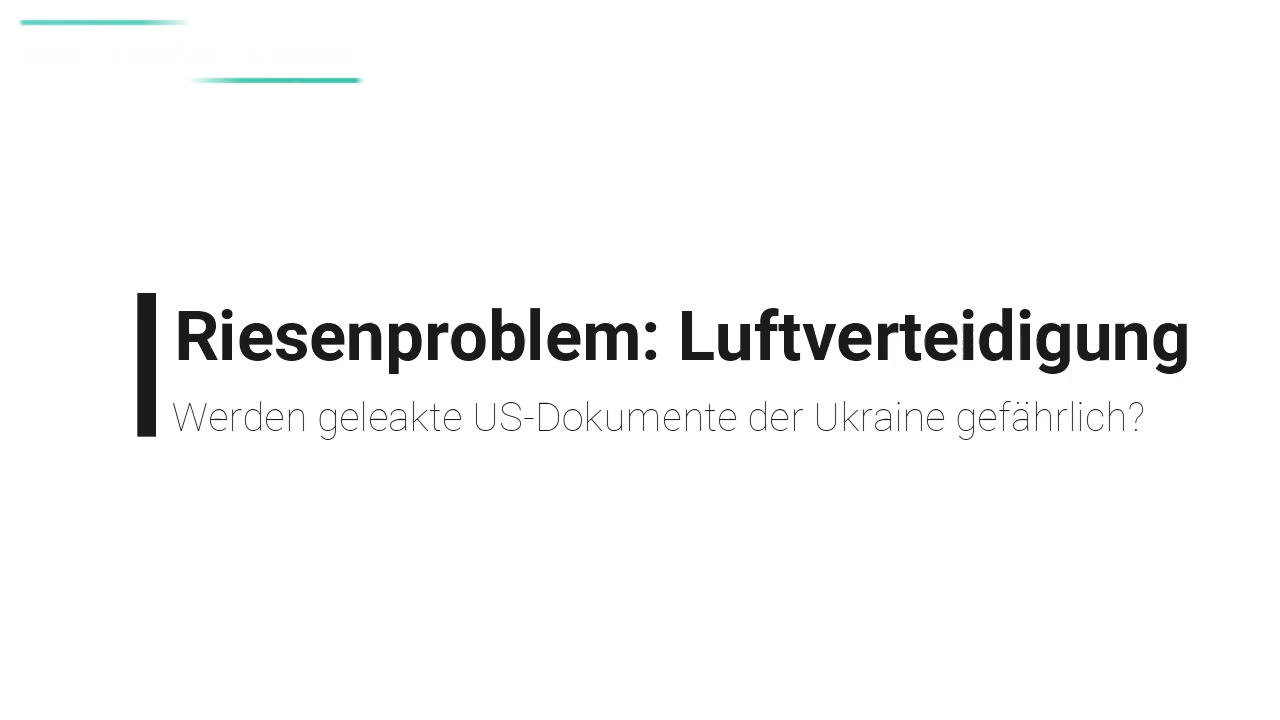 Riesenproblem: Luftverteidigung
Werden geleakte US-Dokumente der Ukraine gefährlich?